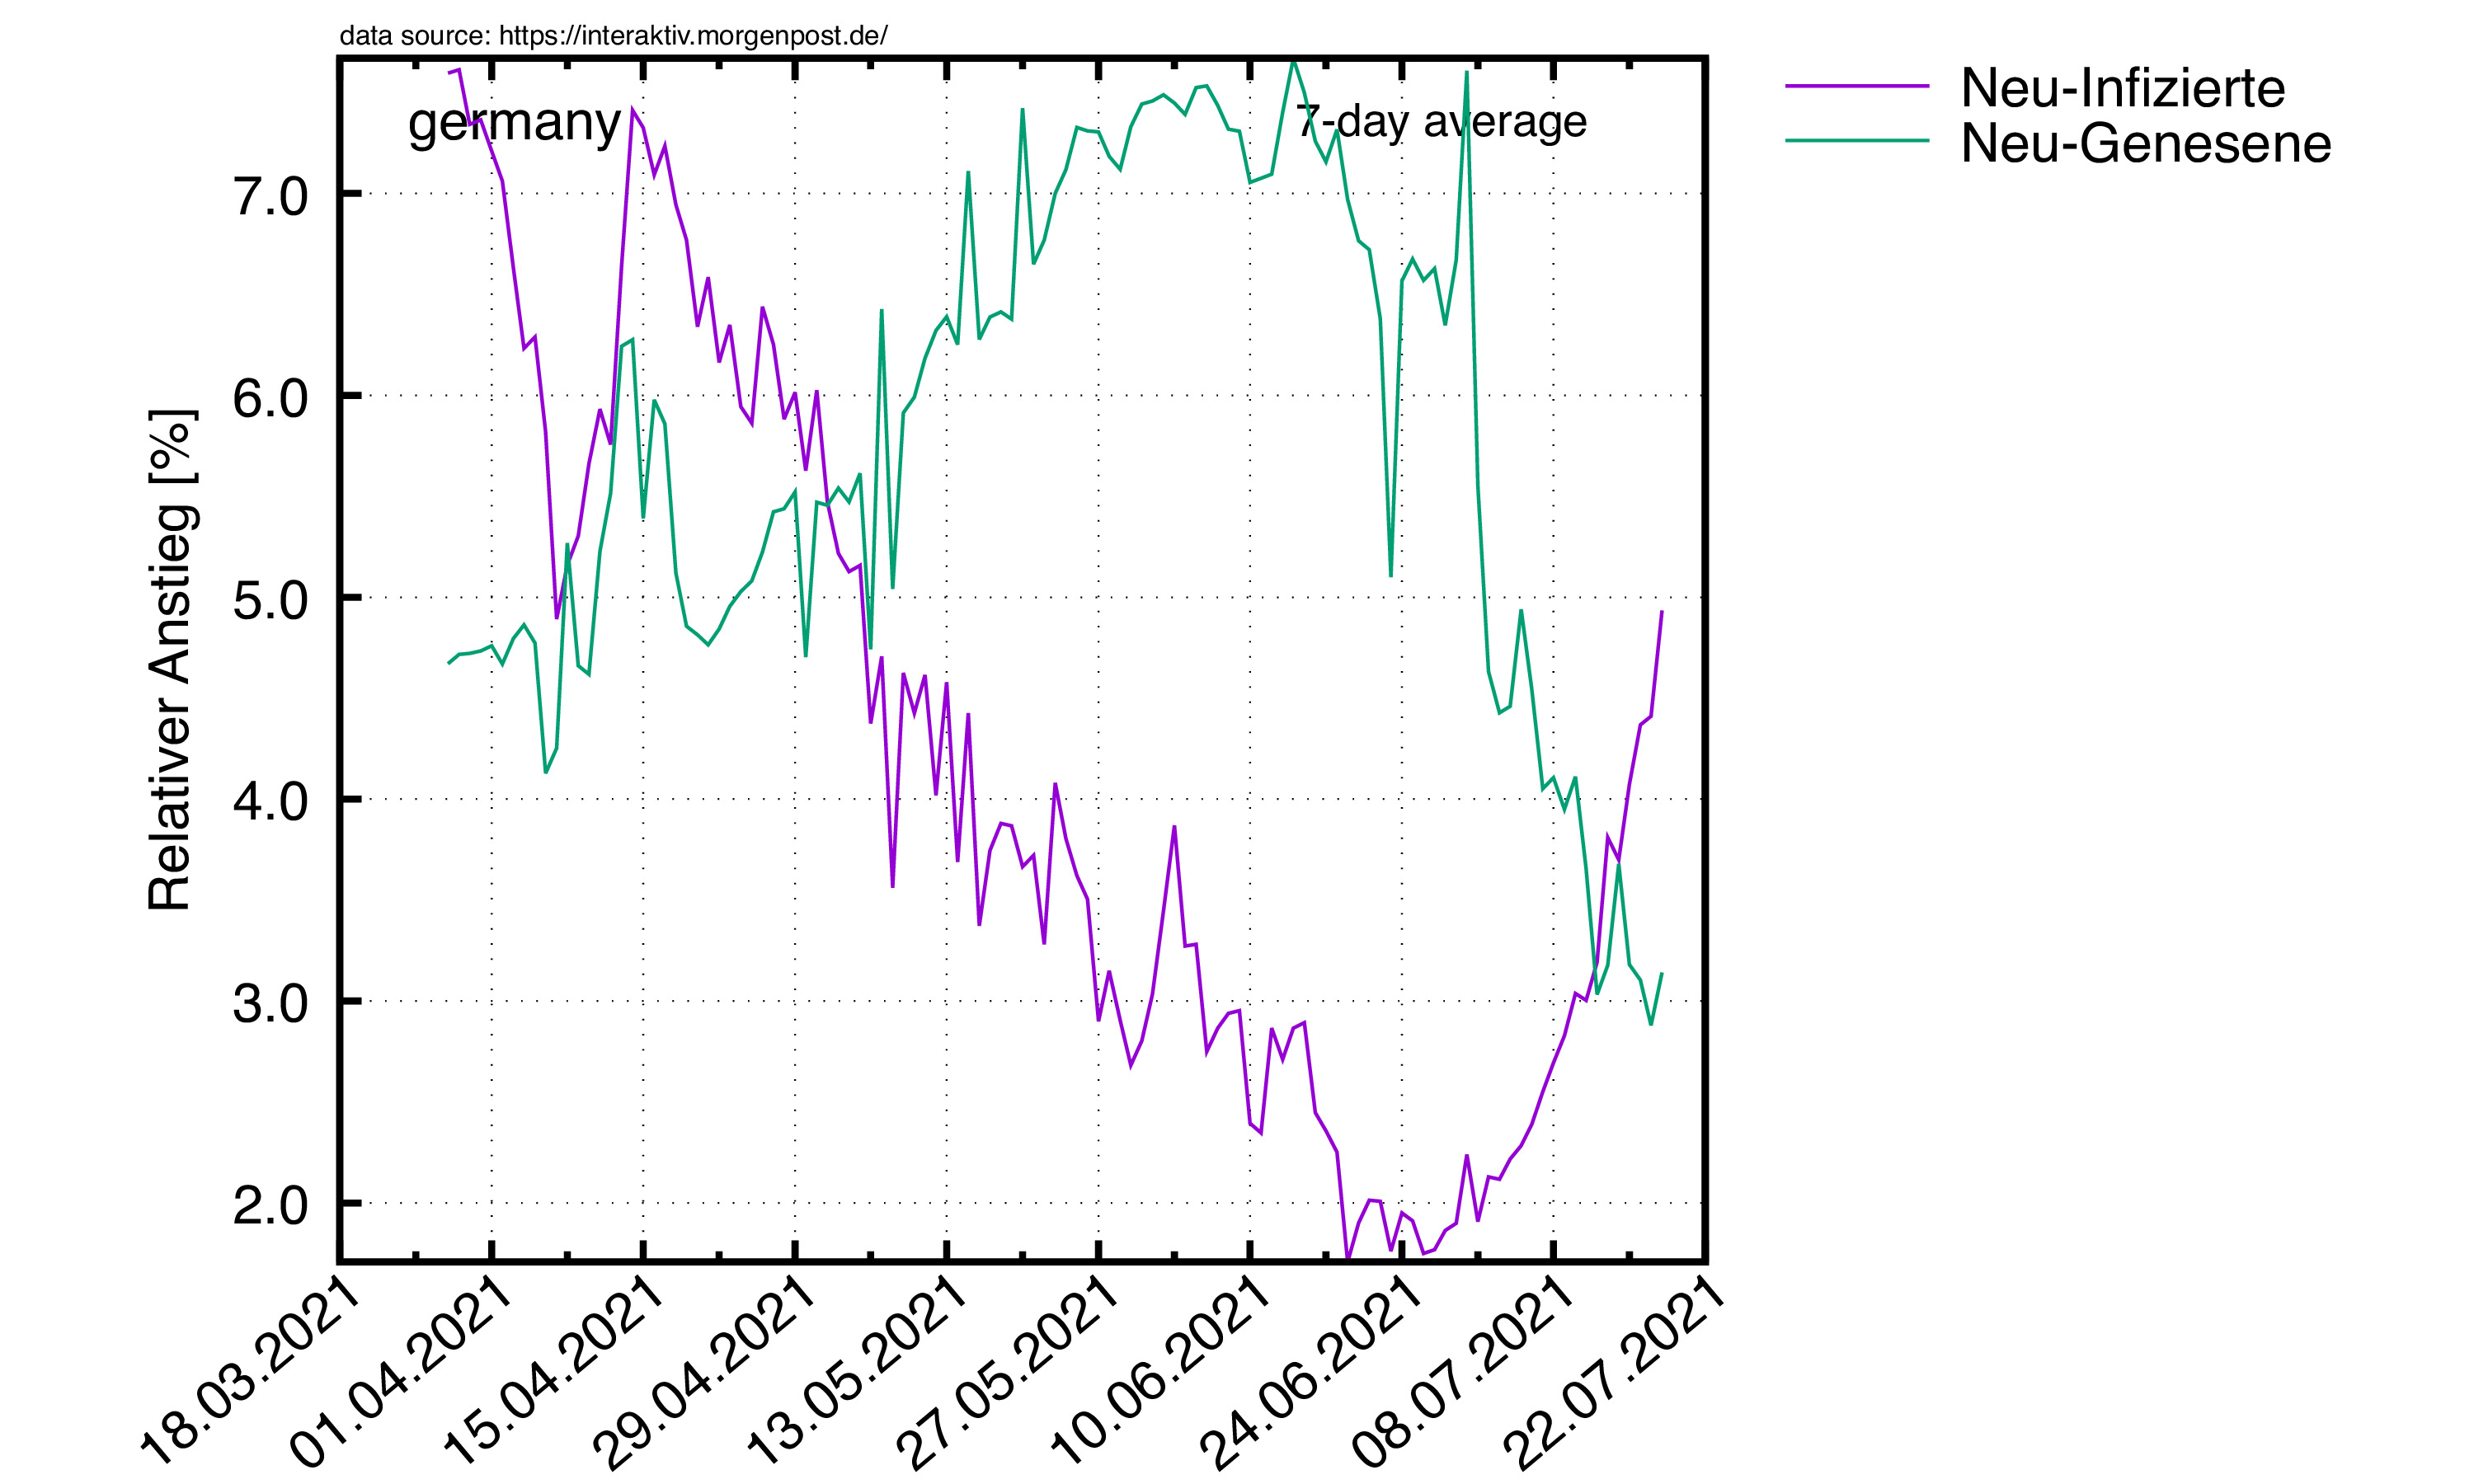 data source: https://interaktiv.morgenpost.de/
germany
7-day average
Neu-Infizierte
Neu-Genesene
Relativer Anstieg [%]
7.0
6.0
5.0
4.0
3.0
2.0
18.03.2021
01.04.2021
15.04.2021
29.04.2021
13.05.2021
27.05.2021
10.06.2021
24.06.2021
08.07.2021
22.07.2021